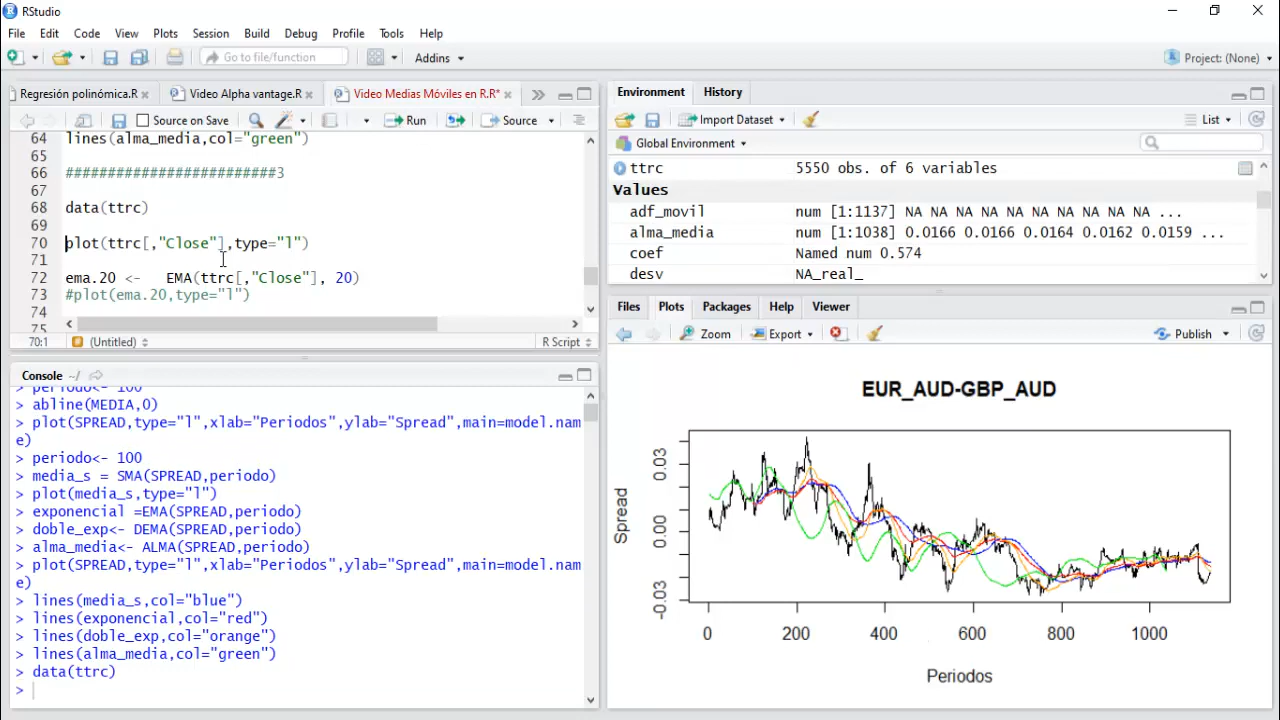 RStudio
File Edit Code View Plots Session Build Debug Profile Tools Help
Go to file/function Addins Project: (None)
Regresión polinómica.R Video Alpha vantage.R Video Medias Móviles en R.R*
Source on Save Run Source
64 lines(alma_media,col="green")
65
66 ########################3
67
68 data(ttrc)
69
70 plot(ttrc[,"Close"],type="l")
71
72 ema.20 <- EMA(ttrc[,"Close"], 20)
73 #plot(ema.20,type="l")
74
75
70:1 (Untitled) R Script
Console ~/
> periodo<- 100
> abline(MEDIA,0)
> plot(SPREAD,type="l",xlab="Periodos",ylab="Spread",main=model.nam
e)
> periodo<- 100
> media_s = SMA(SPREAD,periodo)
> plot(media_s,type="l")
> exponencial =EMA(SPREAD,periodo)
> doble_exp<- DEMA(SPREAD,periodo)
> alma_media<- ALMA(SPREAD,periodo)
> plot(SPREAD,type="l",xlab="Periodos",ylab="Spread",main=model.nam
e)
> lines(media_s,col="blue")
> lines(exponencial,col="red")
> lines(doble_exp,col="orange")
> lines(alma_media,col="green")
> data(ttrc)
>
Environment History
Import Dataset List
Global Environment
ttrc 5550 obs. of 6 variables
Values
adf_movil num [1:1137] NA NA NA NA NA NA NA NA ...
alma_media num [1:1038] 0.0166 0.0166 0.0164 0.0162 0.0159 ...
coef Named num 0.574
desv NA_real_
Files Plots Packages Help Viewer
Zoom Export Publish
EUR_AUD-GBP_AUD
Spread
0.03
0.00
-0.03
0 200 400 600 800 1000
Periodos